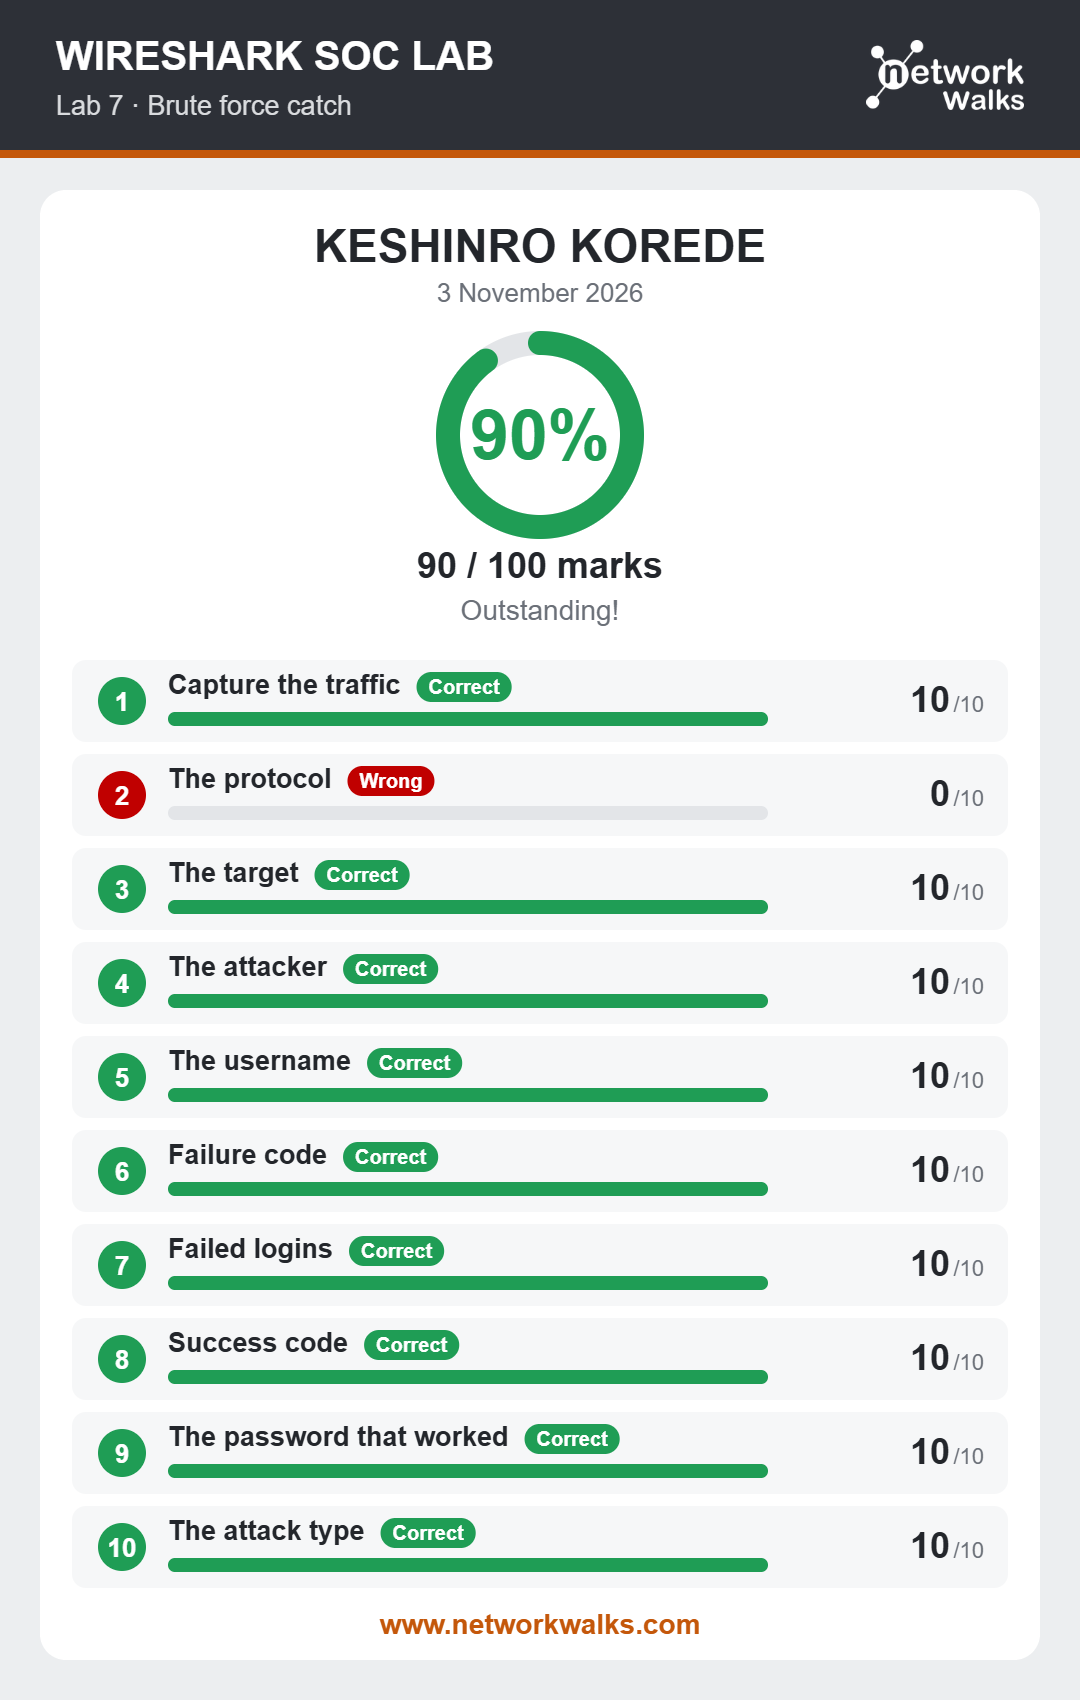 WIRESHARK SOC LAB
Lab 7 · Brute force catch
network
Walks
KESHINRO KOREDE
3 November 2026
90%
90 / 100 marks
Outstanding!
1 Capture the traffic Correct 10/10
2 The protocol Wrong 0/10
3 The target Correct 10/10
4 The attacker Correct 10/10
5 The username Correct 10/10
6 Failure code Correct 10/10
7 Failed logins Correct 10/10
8 Success code Correct 10/10
9 The password that worked Correct 10/10
10 The attack type Correct 10/10
www.networkwalks.com